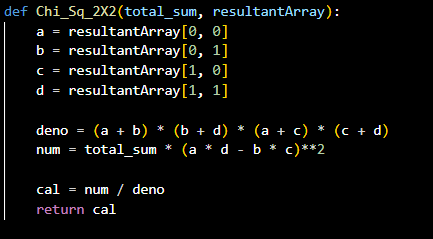 def Chi_Sq_2X2(total_sum, resultantArray):
    a = resultantArray[0, 0]
    b = resultantArray[0, 1]
    c = resultantArray[1, 0]
    d = resultantArray[1, 1]

    deno = (a + b) * (b + d) * (a + c) * (c + d)
    num = total_sum * (a * d - b * c)**2

    cal = num / deno
    return cal